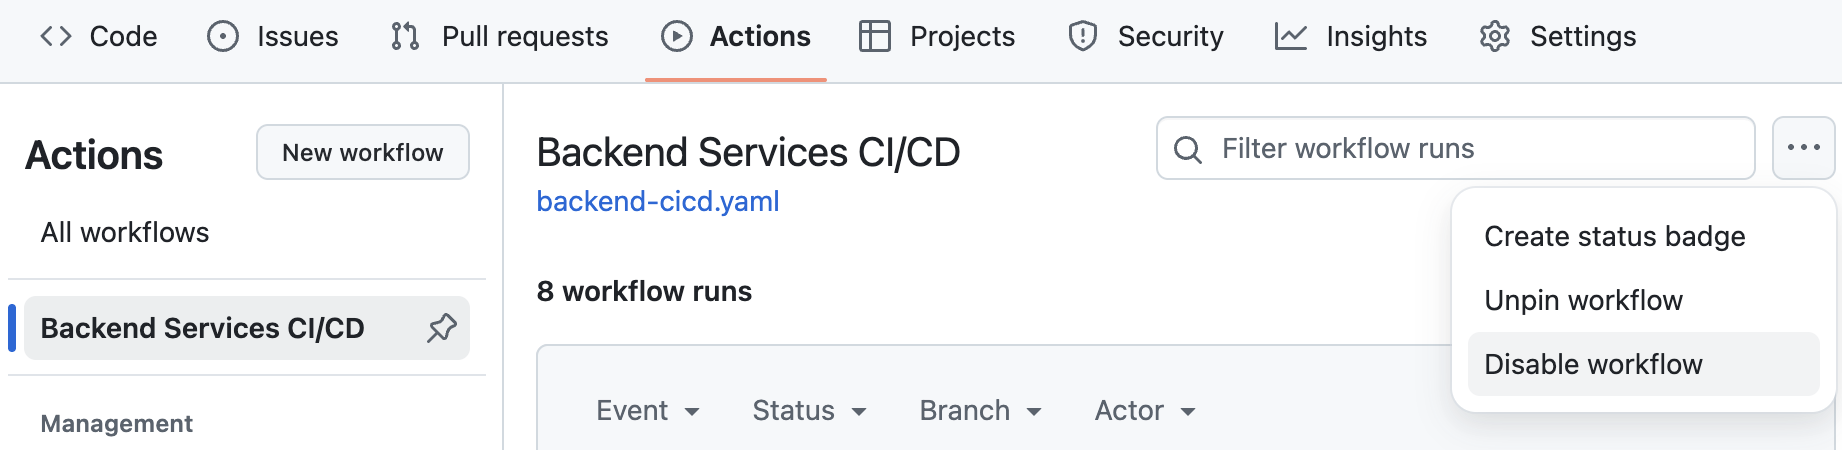 Code Issues Pull requests Actions Projects Security Insights Settings
Actions
New workflow
All workflows
Backend Services CI/CD
Management
Backend Services CI/CD
backend-cicd.yaml
Filter workflow runs
Create status badge
Unpin workflow
Disable workflow
8 workflow runs
Event Status Branch Actor